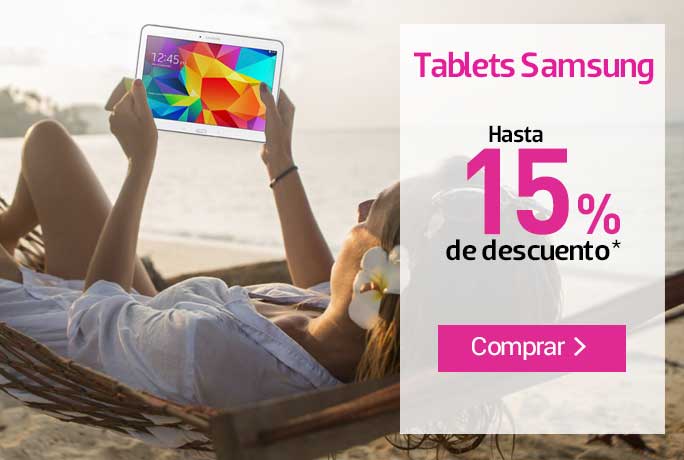 12:45
Tablets Samsung
Hasta
15%
de descuento*
Comprar >